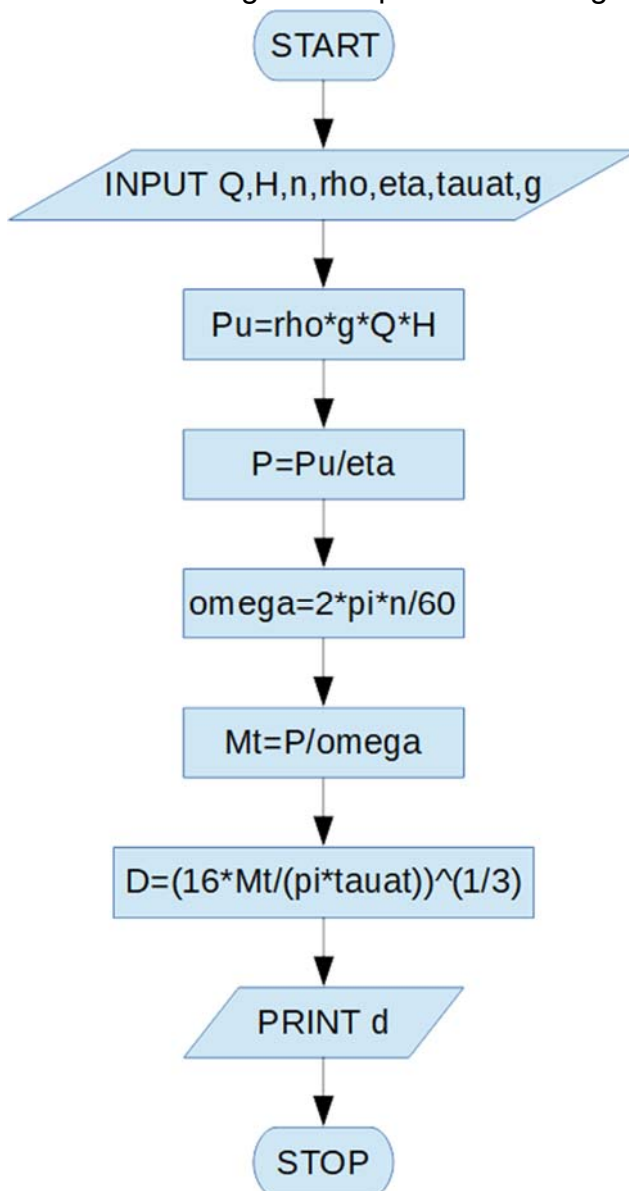 START
INPUT Q,H,n,rho,eta,tauat,g
Pu=rho*g*Q*H
P=Pu/eta
omega=2*pi*n/60
Mt=P/omega
D=(16*Mt/(pi*tauat))^(1/3)
PRINT d
STOP